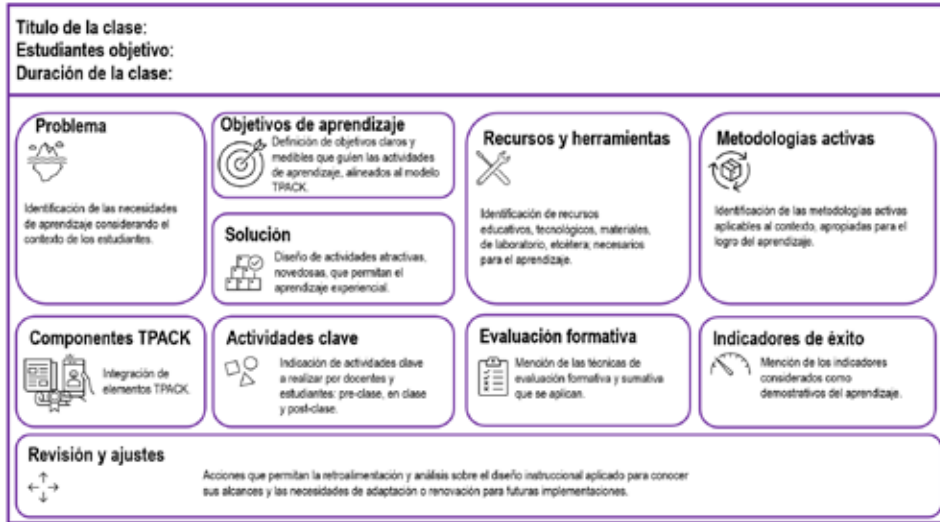 Título de la clase:
Estudiantes objetivo:
Duración de la clase:
Problema
Identificación de las necesidades
de aprendizaje considerando el
contexto de los estudiantes.
Objetivos de aprendizaje
Definición de objetivos claros y
medibles que guíen las actividades
de aprendizaje, alineados al modelo
TPACK.
Solución
Diseño de actividades atractivas,
novedosas, que permitan el
aprendizaje experiencial.
Recursos y herramientas
Identificación de recursos
educativos, tecnológicos, materiales,
de laboratorio, etcétera; necesarios
para el aprendizaje.
Metodologías activas
Identificación de las metodologías activas
aplicables al contexto, apropiadas para el
logro del aprendizaje.
Componentes TPACK
Integración de
elementos TPACK.
Actividades clave
Indicación de actividades clave
a realizar por docentes y
estudiantes: pre-clase, en clase
y post-clase.
Evaluación formativa
Mención de las técnicas de
evaluación formativa y sumativa
que se aplican.
Indicadores de éxito
Mención de los indicadores
considerados como
demostrativos del aprendizaje.
Revisión y ajustes
Acciones que permitan la retroalimentación y análisis sobre el diseño instruccional aplicado para conocer
sus alcances y las necesidades de adaptación o renovación para futuras implementaciones.